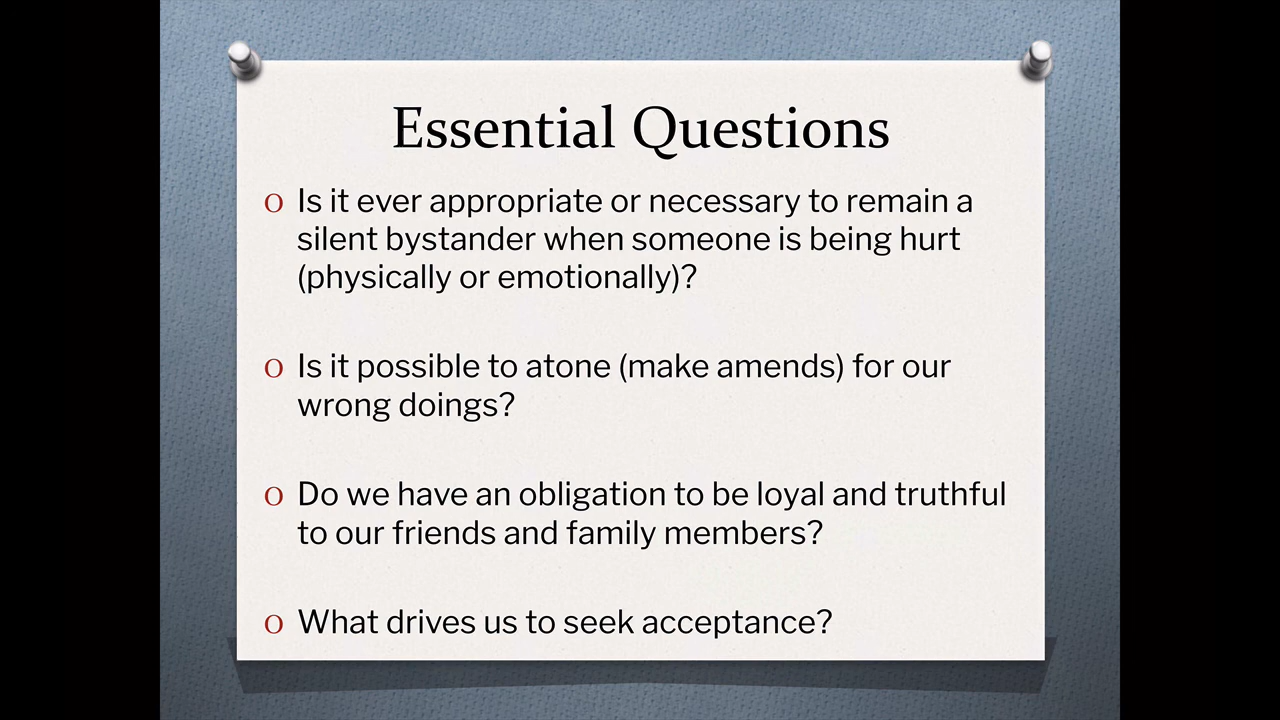 Essential Questions
O Is it ever appropriate or necessary to remain a
silent bystander when someone is being hurt
(physically or emotionally)?
O Is it possible to atone (make amends) for our
wrong doings?
O Do we have an obligation to be loyal and truthful
to our friends and family members?
O What drives us to seek acceptance?